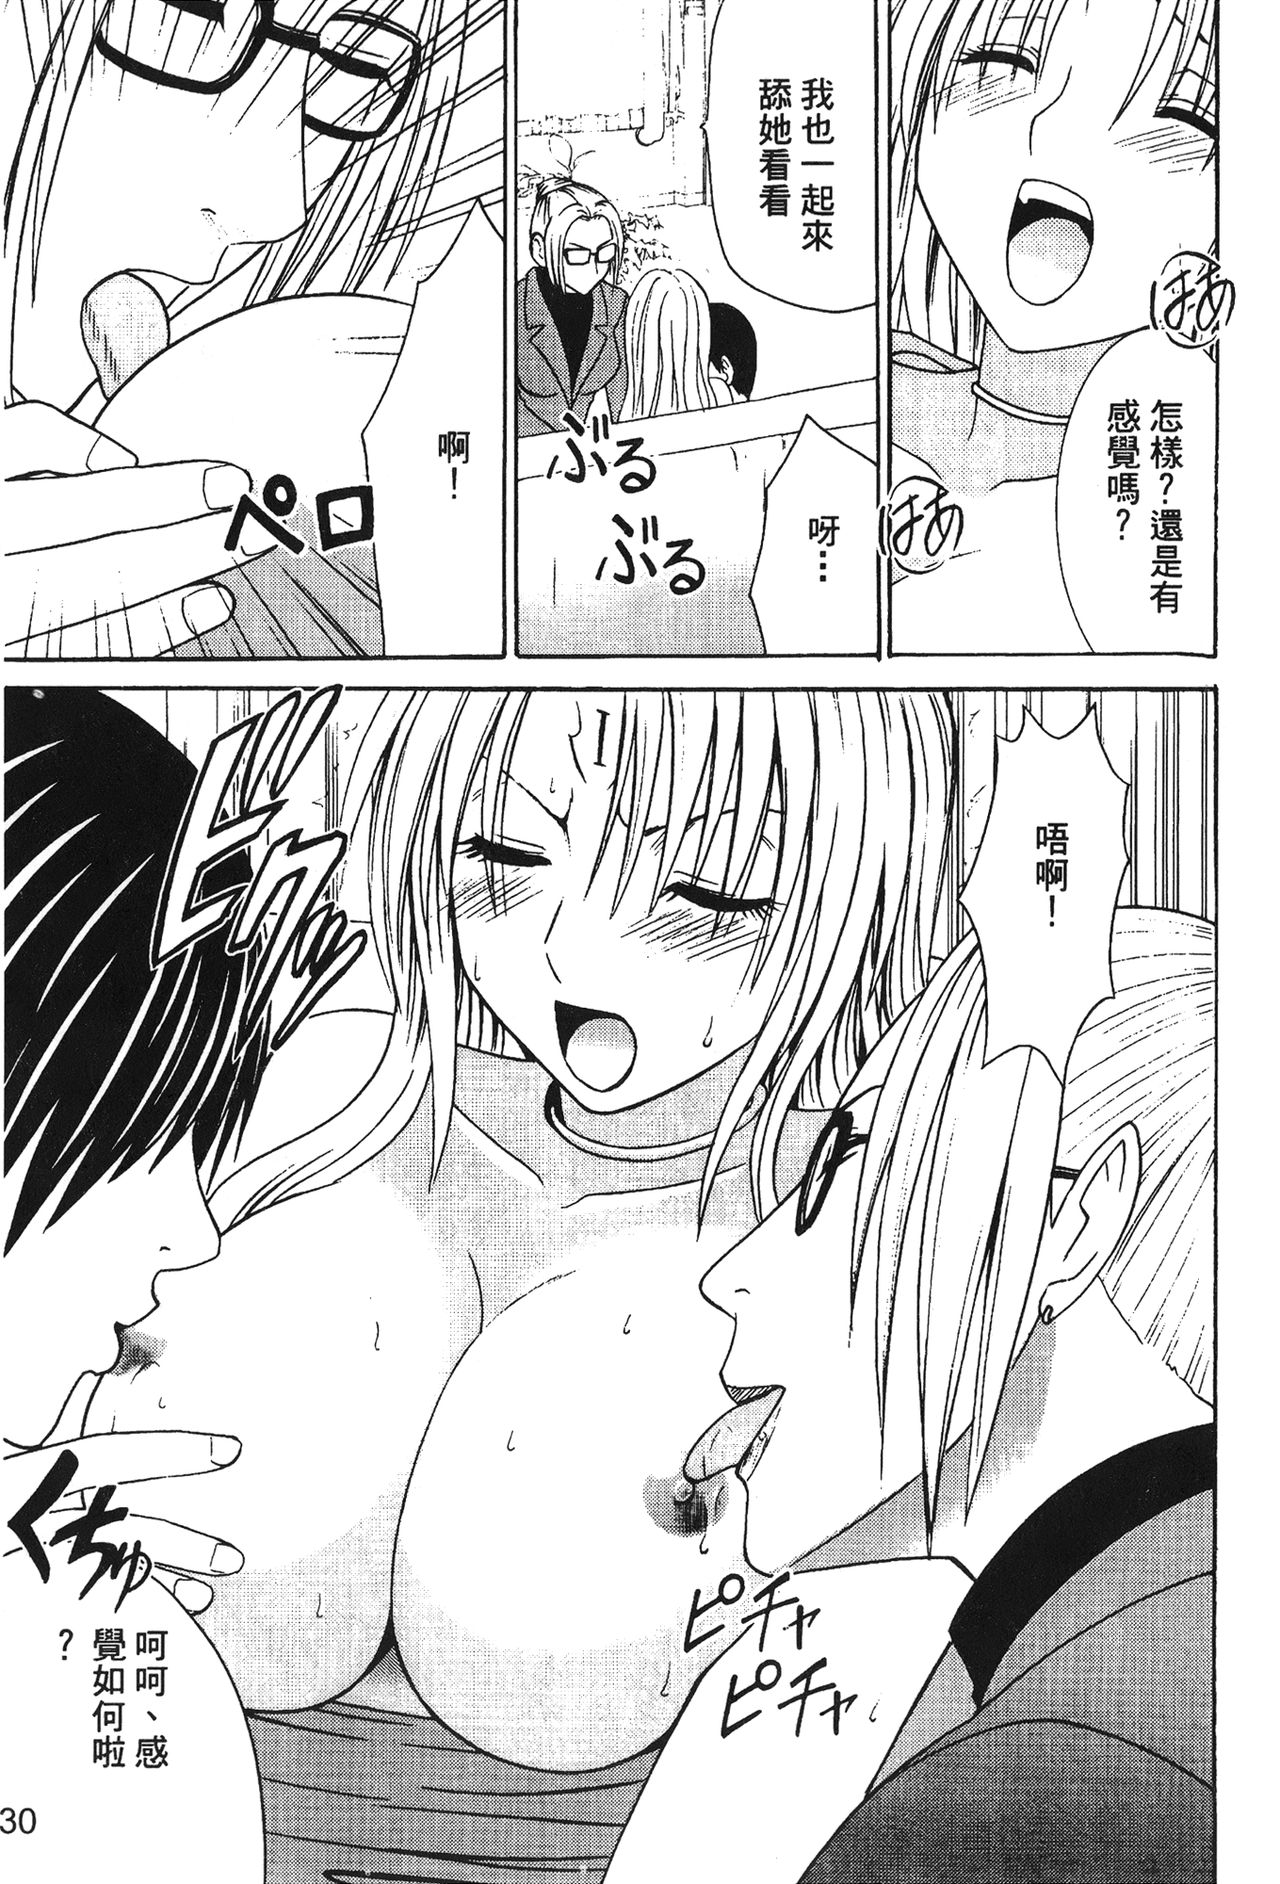 はあ
怎樣？還是有
感覺嗎？
はあ
我也一起來
舔她看看
ぶる
ぶる
呀…
啊！
ペロ
唔啊！
ビクッ
ピチャ
ピチャ
くちゅ
呵呵、感
覺如何啦
？
30